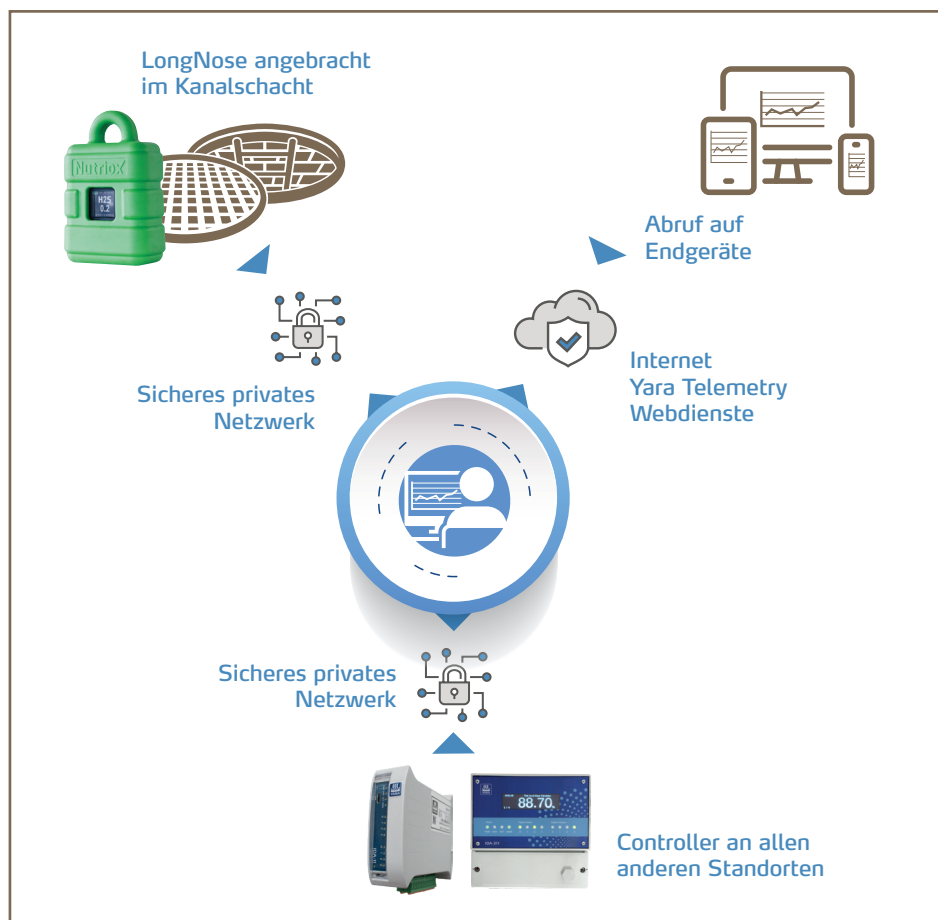 LongNose angebracht
im Kanalschacht
Nutriox
H2S
0.2
Abruf auf
Endgeräte
Sicheres privates
Netzwerk
Internet
Yara Telemetry
Webdienste
Sicheres privates
Netzwerk
88.70
Controller an allen
anderen Standorten